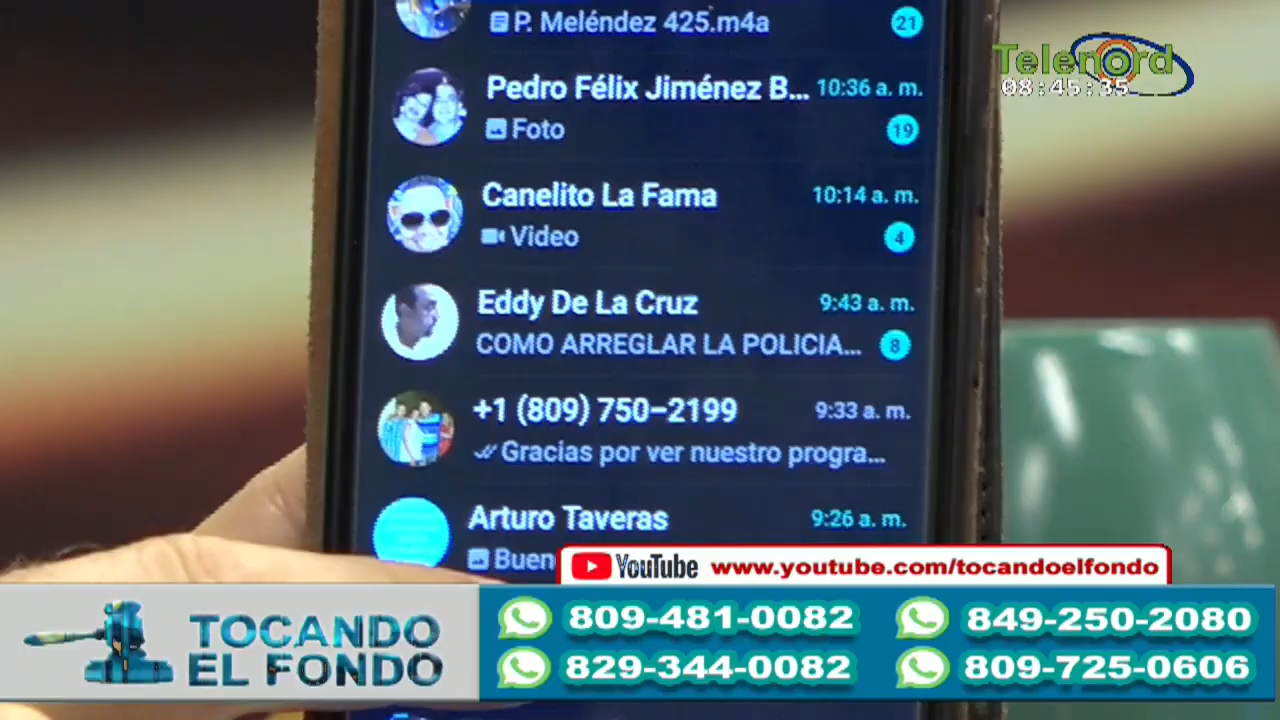 P. Meléndez 425.m4a
21
Telenord
08:45:35
Pedro Félix Jiménez B... 10:36 a. m.
Foto
19
Canelito La Fama 10:14 a. m.
Video
4
Eddy De La Cruz 9:43 a. m.
COMO ARREGLAR LA POLICIA... 8
+1 (809) 750-2199 9:33 a. m.
Gracias por ver nuestro progra...
Arturo Taveras 9:26 a. m.
Buen
YouTube www.youtube.com/tocandoelfondo
TOCANDO
EL FONDO
809-481-0082 849-250-2080
829-344-0082 809-725-0606